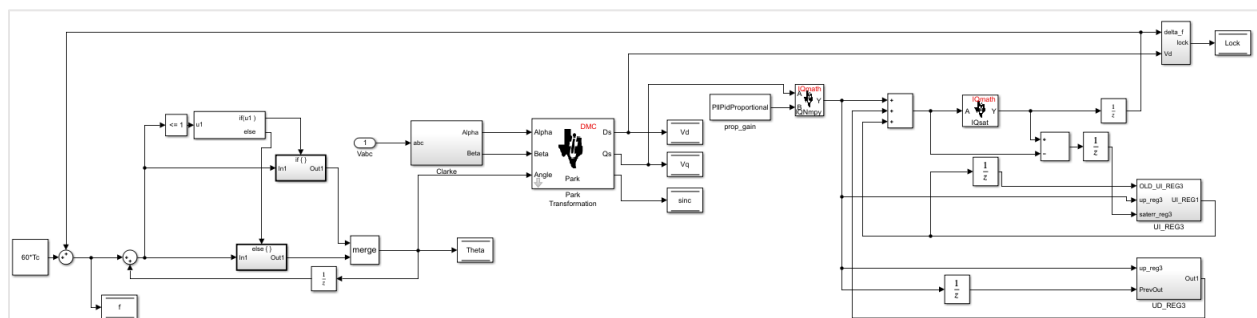 60*Tc
f
<= 1
u1
if(u1 )
else
if { }
In1
Out1
else { }
In1
Out1
merge
1
z
Theta
1
Vabc
abc
Alpha
Beta
Clarke
Alpha
Beta
Angle
DMC
Park
Ds
Qs
Park
Transformation
Vd
Vq
sinc
PllPidProportional
prop_gain
IQmath
A
B
Y
IQNmpy
+
+
+
IQmath
A
Y
IQsat
1
z
+
-
1
z
1
z
delta_f
lock
Vd
Lock
OLD_UI_REG3
up_reg3
saterr_reg3
UI_REG1
UI_REG3
up_reg3
PrevOut
Out1
UD_REG3
1
z